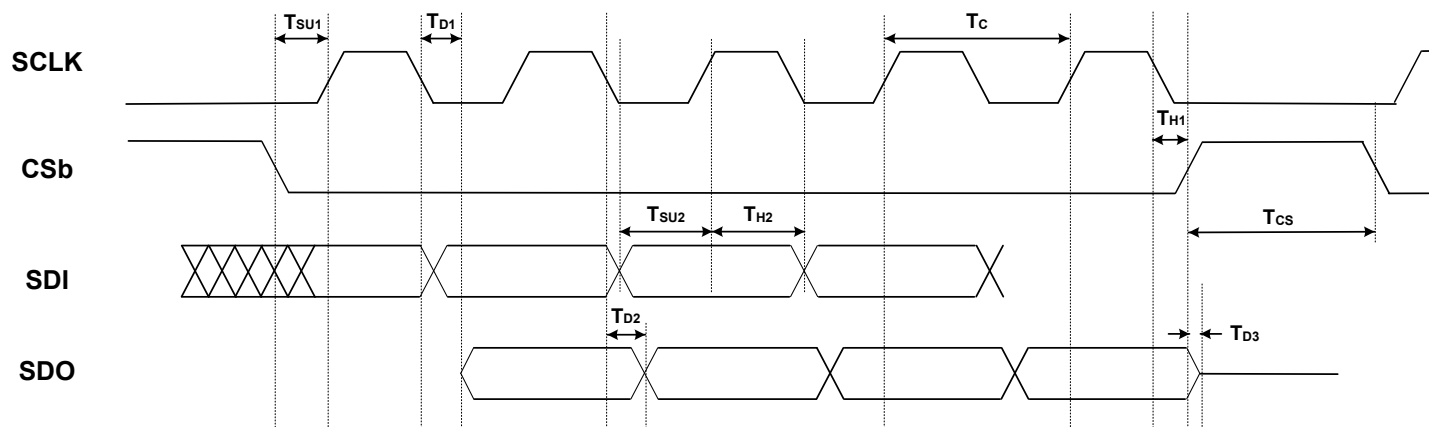 TSU1
TD1
TC
SCLK
TH1
CSb
TSU2
TH2
TCS
SDI
TD2
TD3
SDO